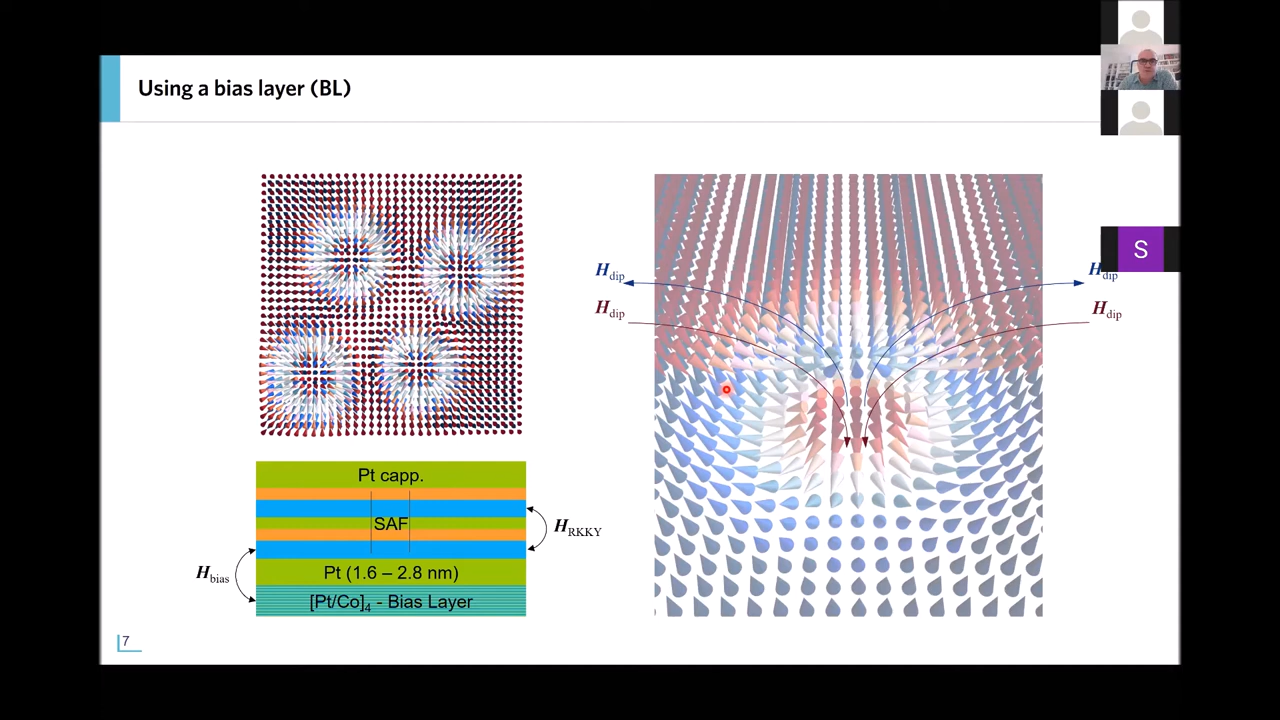 Using a bias layer (BL)
S
H_dip
H_dip
H_dip
H_dip
Pt capp.
SAF
H_RKKY
H_bias
Pt (1.6 – 2.8 nm)
[Pt/Co]₄ - Bias Layer
7